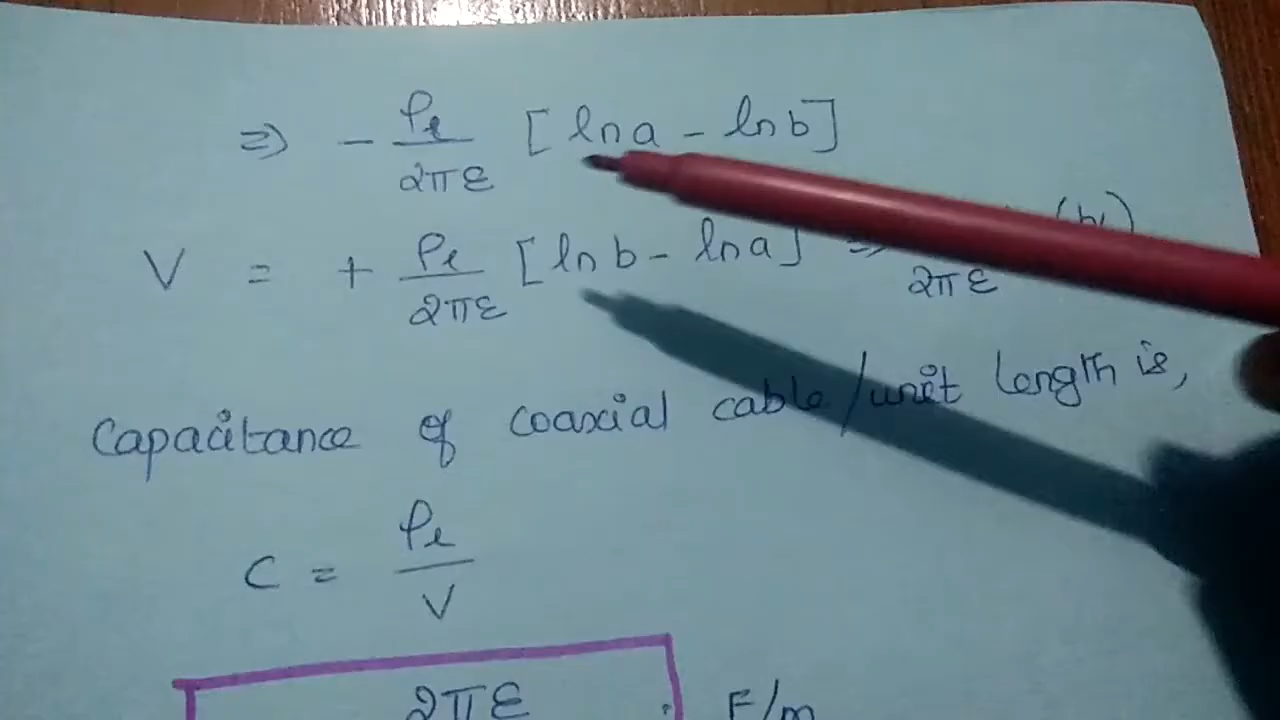 ⇒ - ρℓ/2πε [ln a - ln b]
V = + ρℓ/2πε [ln b - ln a] ⇒ 2πε
Capacitance of coaxial cable/unit length is,
C = ρℓ/V
2πε F/m